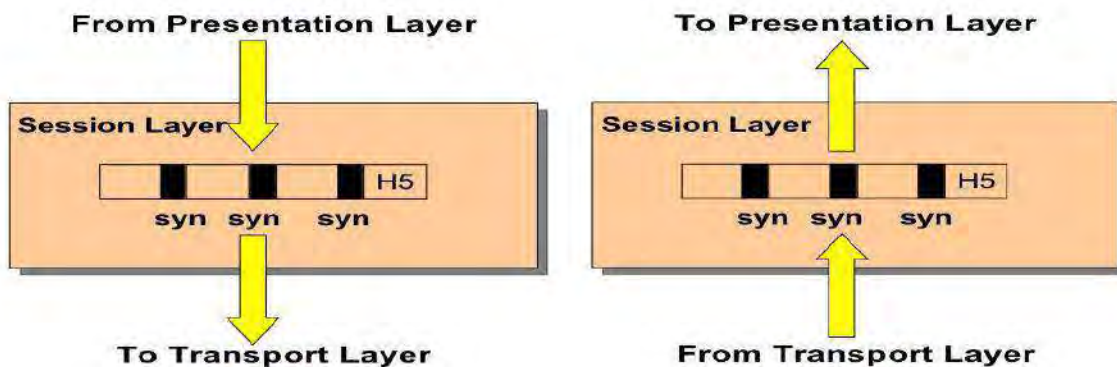 From Presentation Layer
Session Layer
H5
syn syn syn
To Transport Layer
To Presentation Layer
Session Layer
H5
syn syn syn
From Transport Layer